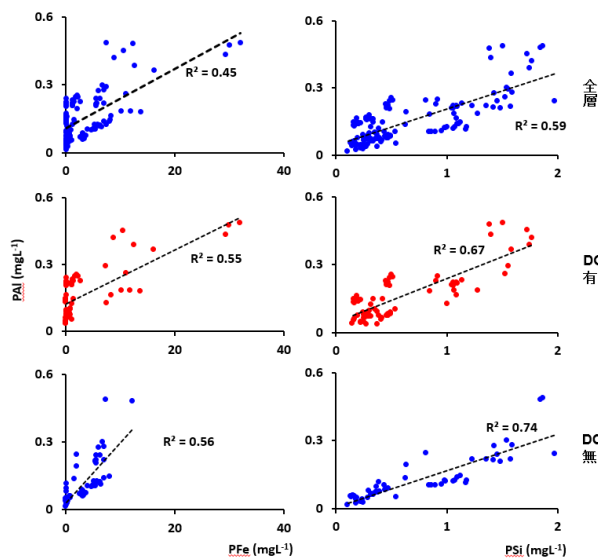 0.6
0.3
0
0 20 40
R² = 0.45
0.6
0.3
0
0 1 2
R² = 0.59
全
層
PAl (mgL⁻¹)
0.6
0.3
0
0 20 40
R² = 0.55
0.6
0.3
0
0 1 2
R² = 0.67
DO
有
0.6
0.3
0
0 20 40
R² = 0.56
PFe (mgL⁻¹)
0.6
0.3
0
0 1 2
R² = 0.74
PSi (mgL⁻¹)
DO
無